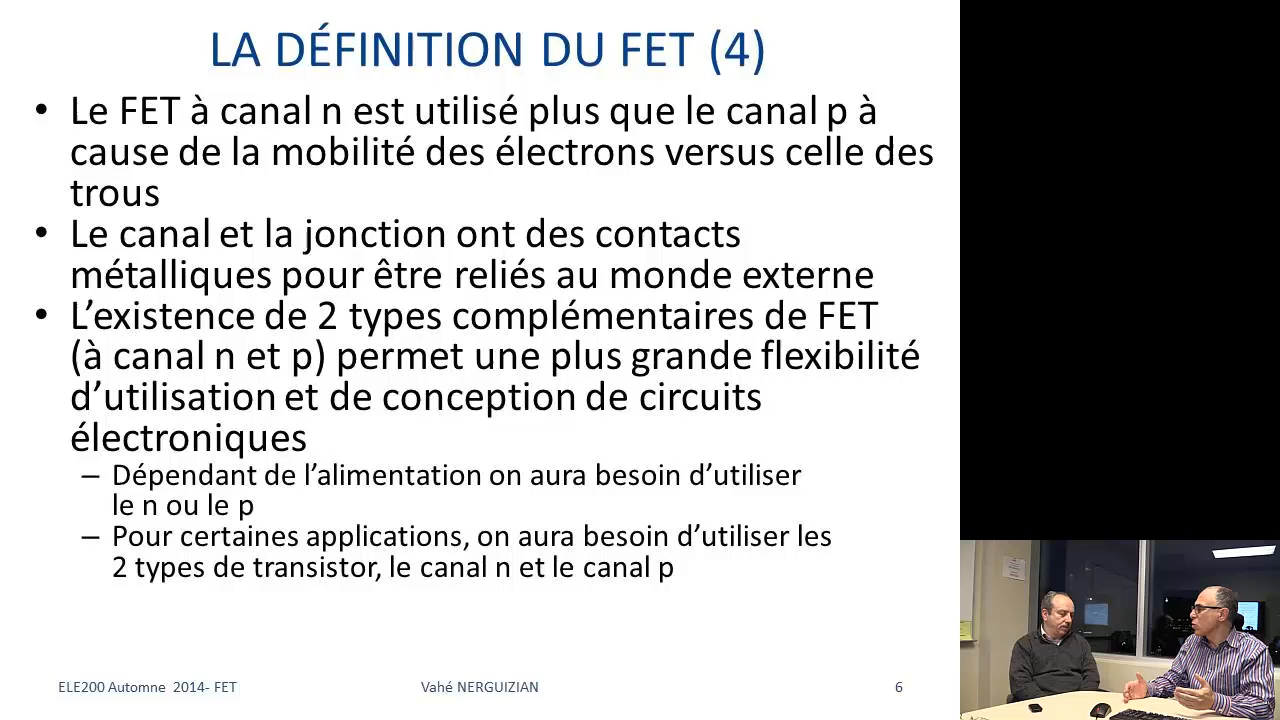 LA DÉFINITION DU FET (4)
• Le FET à canal n est utilisé plus que le canal p à
cause de la mobilité des électrons versus celle des
trous
• Le canal et la jonction ont des contacts
métalliques pour être reliés au monde externe
• L’existence de 2 types complémentaires de FET
(à canal n et p) permet une plus grande flexibilité
d’utilisation et de conception de circuits
électroniques
– Dépendant de l’alimentation on aura besoin d’utiliser
le n ou le p
– Pour certaines applications, on aura besoin d’utiliser les
2 types de transistor, le canal n et le canal p
ELE200 Automne 2014- FET
Vahé NERGUIZIAN
6